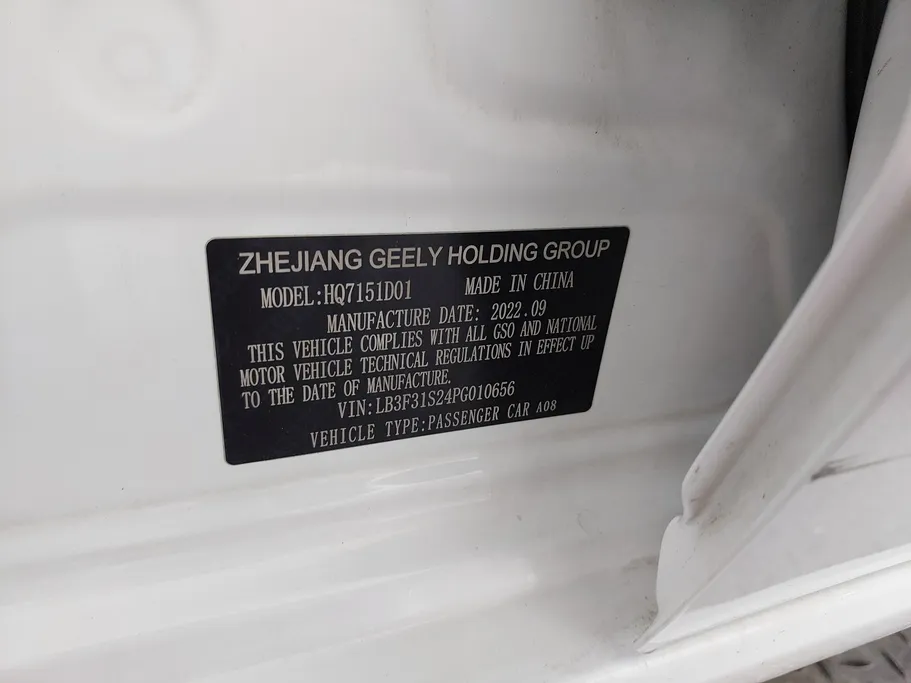 ZHEJIANG GEELY HOLDING GROUP
MODEL:HQ7151D01 MADE IN CHINA
MANUFACTURE DATE: 2022.09
THIS VEHICLE COMPLIES WITH ALL GSO AND NATIONAL
MOTOR VEHICLE TECHNICAL REGULATIONS IN EFFECT UP
TO THE DATE OF MANUFACTURE.
VIN:LB3F31S24PG010656
VEHICLE TYPE:PASSENGER CAR A08